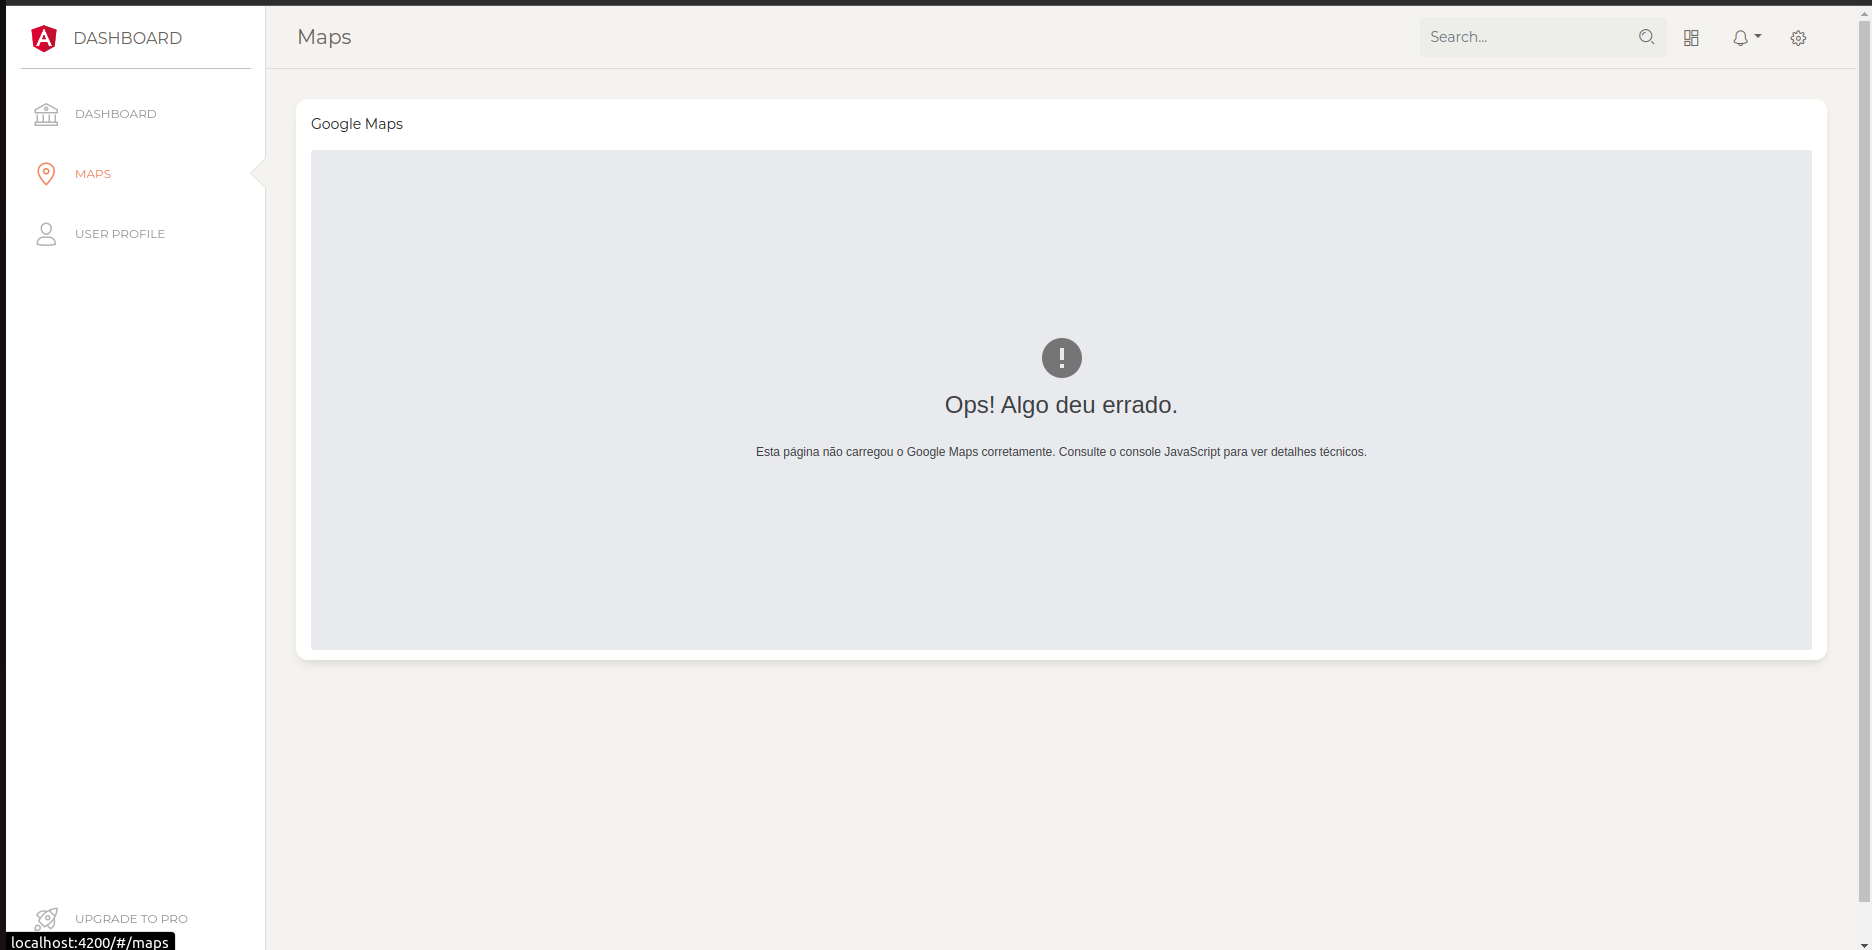 DASHBOARD
Maps
Search...
DASHBOARD
MAPS
USER PROFILE
Google Maps
Ops! Algo deu errado.
Esta página não carregou o Google Maps corretamente. Consulte o console JavaScript para ver detalhes técnicos.
UPGRADE TO PRO
localhost:4200/#/maps